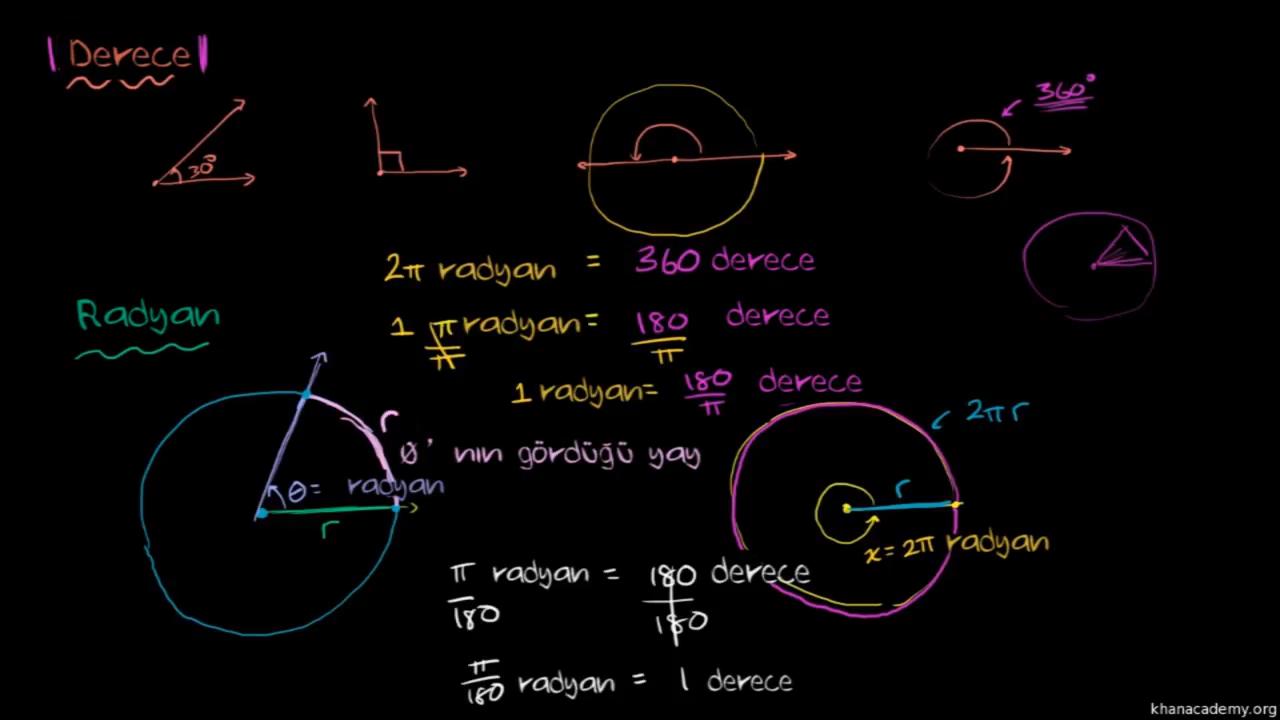 Derece
360°
30°
2π radyan = 360 derece
Radyan
1 π/π radyan = 180/π derece
1 radyan = 180/π derece
2πr
r
θ'nın gördüğü yay
θ = radyan
r
r
x = 2π radyan
π/180 radyan = 180/180 derece
π/180 radyan = 1 derece
khanacademy.org